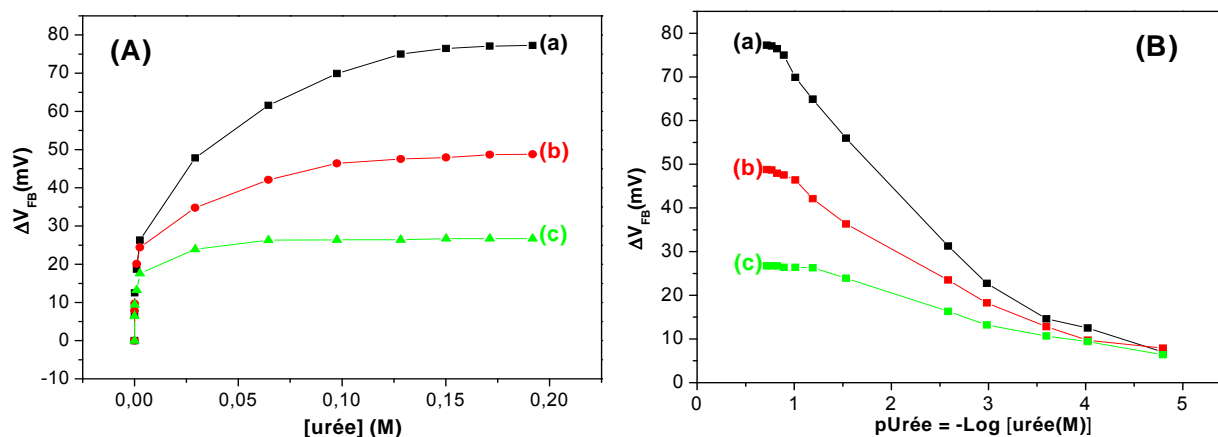 (A)
(a)
(b)
(c)
80
70
60
50
40
30
20
10
0
-10
ΔV_FB(mV)
0,00
0,05
0,10
0,15
0,20
[urée] (M)
(B)
(a)
(b)
(c)
80
70
60
50
40
30
20
10
0
ΔV_FB(mV)
0
1
2
3
4
5
pUrée = -Log [urée(M)]